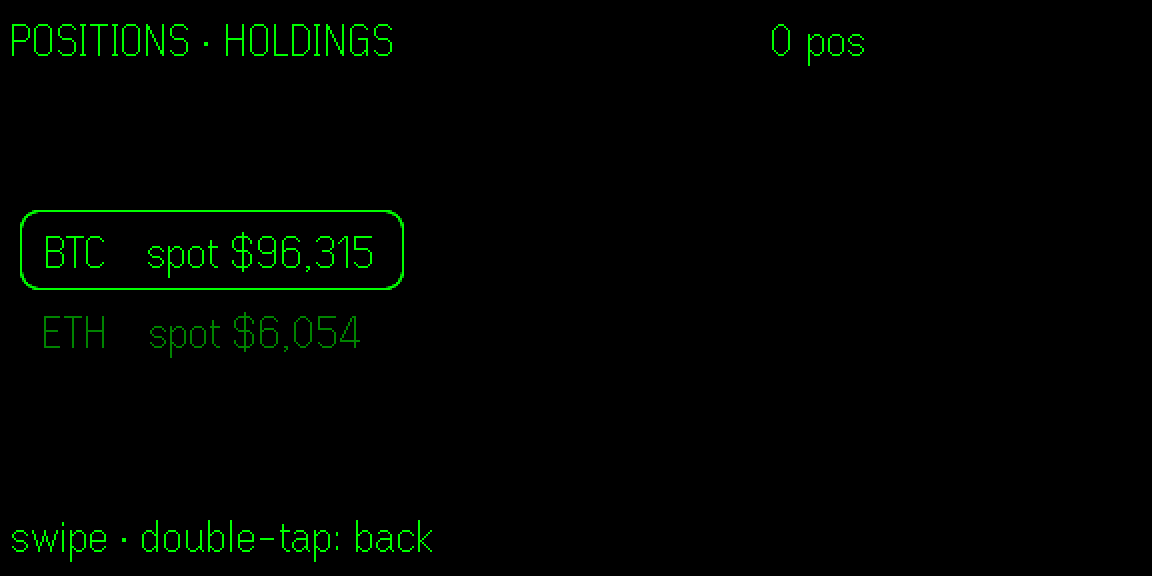 POSITIONS · HOLDINGS 0 pos
BTC spot $96,315
ETH spot $6,054
swipe · double-tap: back